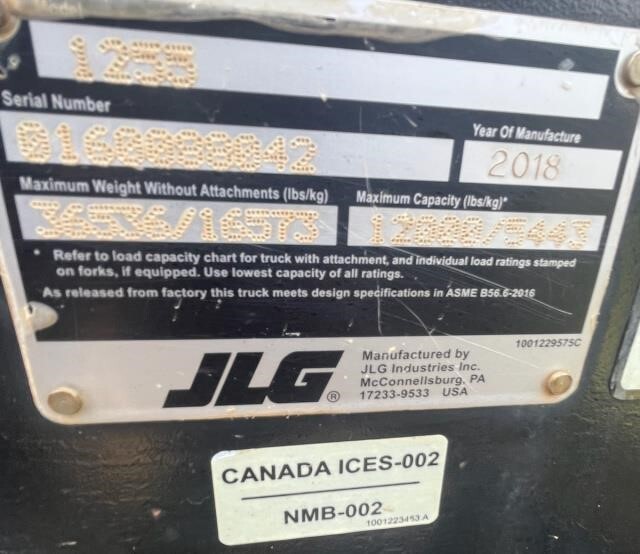 1255
Serial Number
0160088042
Year Of Manufacture
2018
Maximum Weight Without Attachments (lbs/kg)
36536/16573
Maximum Capacity (lbs/kg)*
12000/5443
* Refer to load capacity chart for truck with attachment, and individual load ratings stamped
on forks, if equipped. Use lowest capacity of all ratings.
As released from factory this truck meets design specifications in ASME B56.6-2016
1001229575C
JLG®
Manufactured by
JLG Industries Inc.
McConnellsburg, PA
17233-9533 USA
CANADA ICES-002
NMB-002
1001223453 A